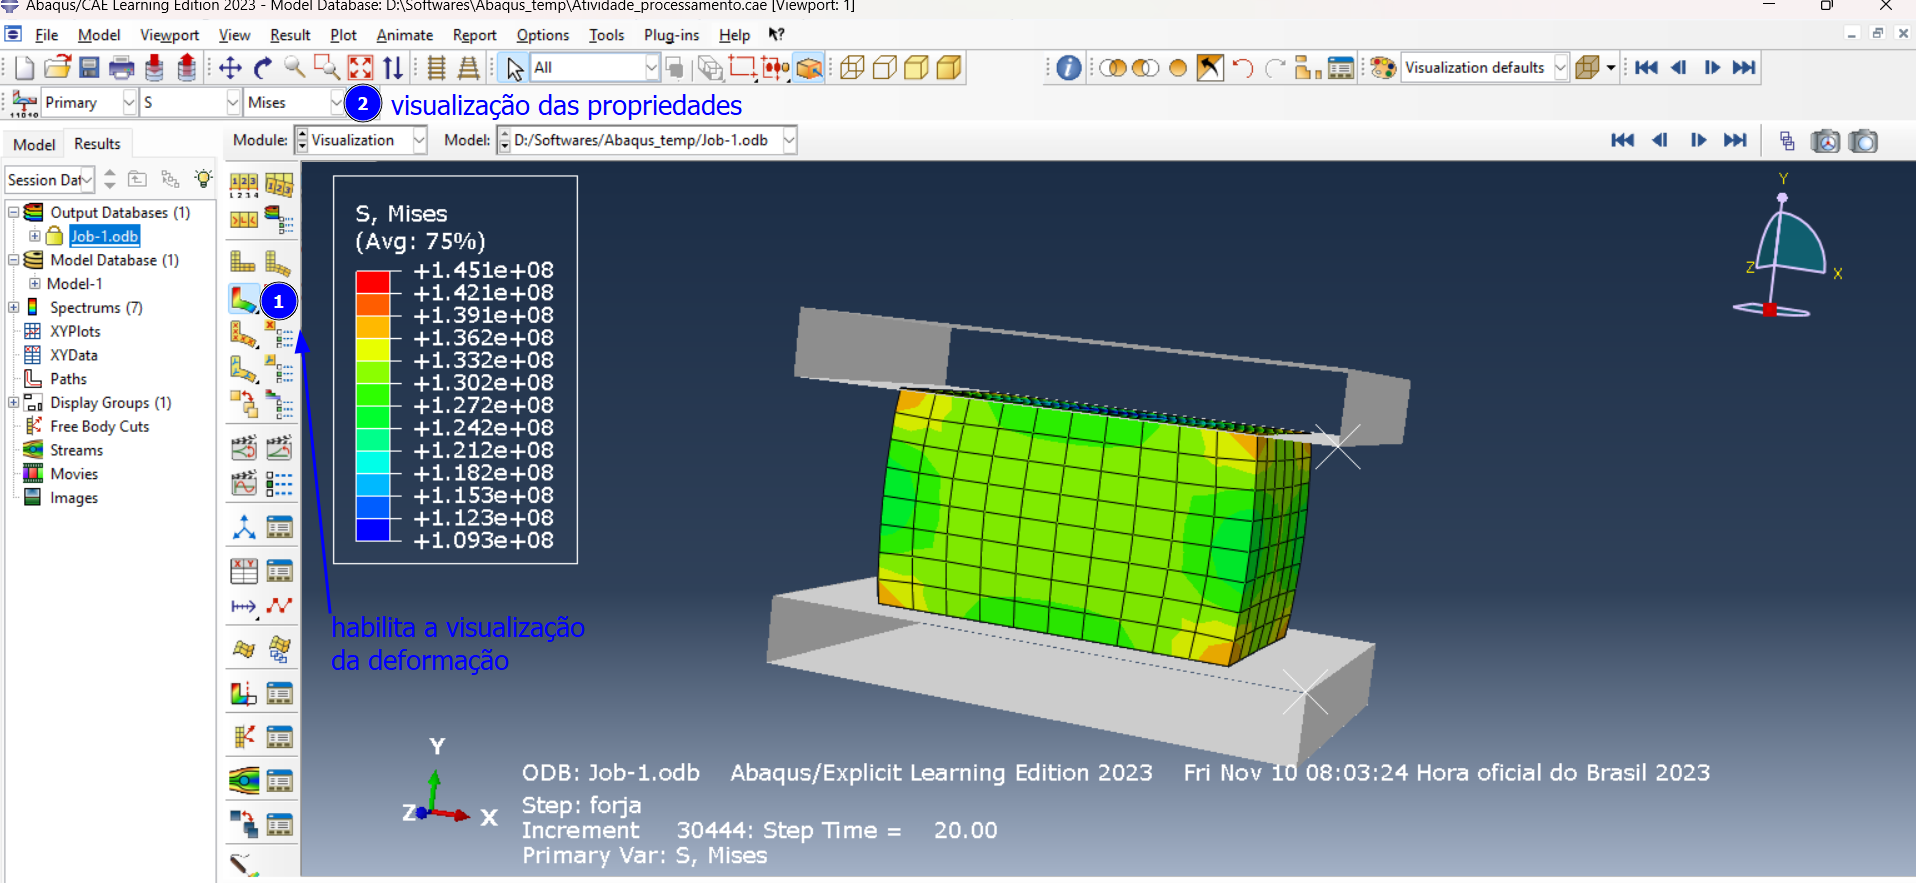 Abaqus/CAE Learning Edition 2023 - Model Database: D:\Softwares\Abaqus_temp\Atividade_processamento.cae [Viewport: 1]
File Model Viewport View Result Plot Animate Report Options Tools Plug-ins Help
All
Visualization defaults
Primary S Mises 2 visualização das propriedades
Model Results
Module: Visualization Model: D:/Softwares/Abaqus_temp/Job-1.odb
Session Dat
Output Databases (1)
Job-1.odb
Model Database (1)
Model-1
Spectrums (7)
XYPlots
XYData
Paths
Display Groups (1)
Free Body Cuts
Streams
Movies
Images
1
habilita a visualização
da deformação
S, Mises
(Avg: 75%)
+1.451e+08
+1.421e+08
+1.391e+08
+1.362e+08
+1.332e+08
+1.302e+08
+1.272e+08
+1.242e+08
+1.212e+08
+1.182e+08
+1.153e+08
+1.123e+08
+1.093e+08
Y
Z X
Y
Z X
ODB: Job-1.odb Abaqus/Explicit Learning Edition 2023 Fri Nov 10 08:03:24 Hora oficial do Brasil 2023
Step: forja
Increment 30444: Step Time = 20.00
Primary Var: S, Mises